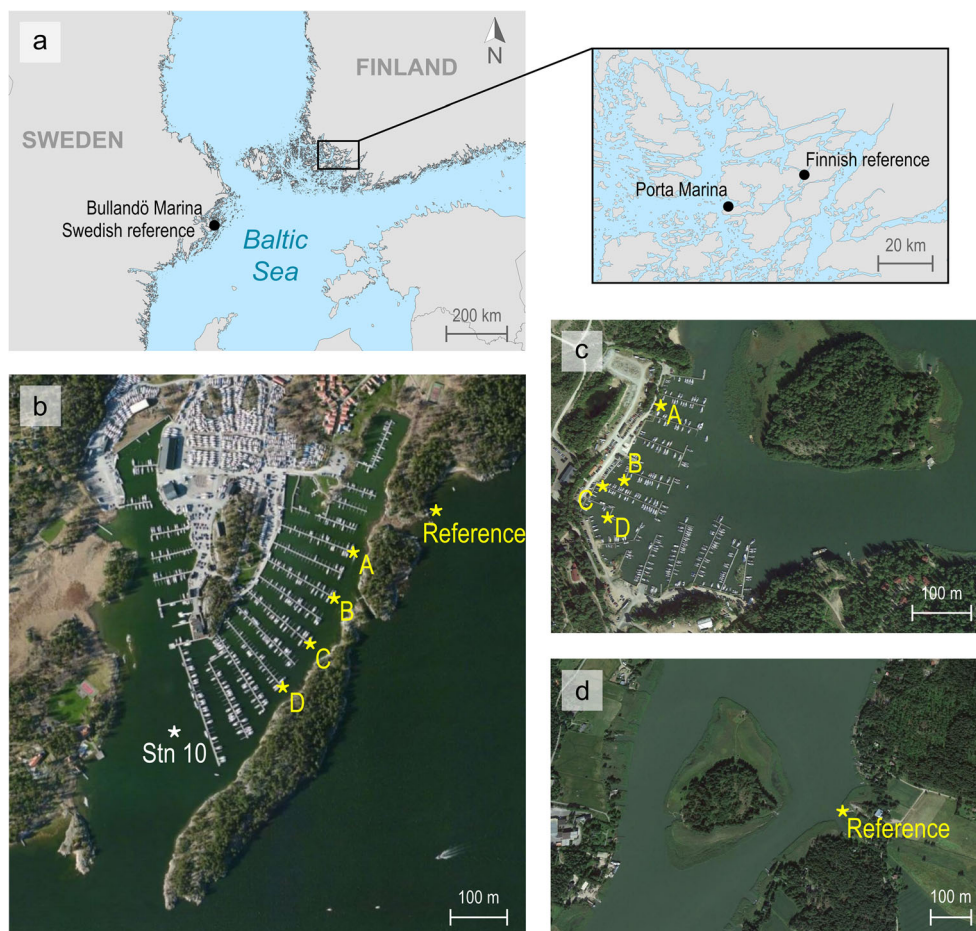 a
N
FINLAND
SWEDEN
Bullandö Marina
Swedish reference
Baltic
Sea
200 km
Finnish reference
Porta Marina
20 km
b
Reference
A
B
C
D
Stn 10
100 m
c
A
B
C
D
100 m
d
Reference
100 m